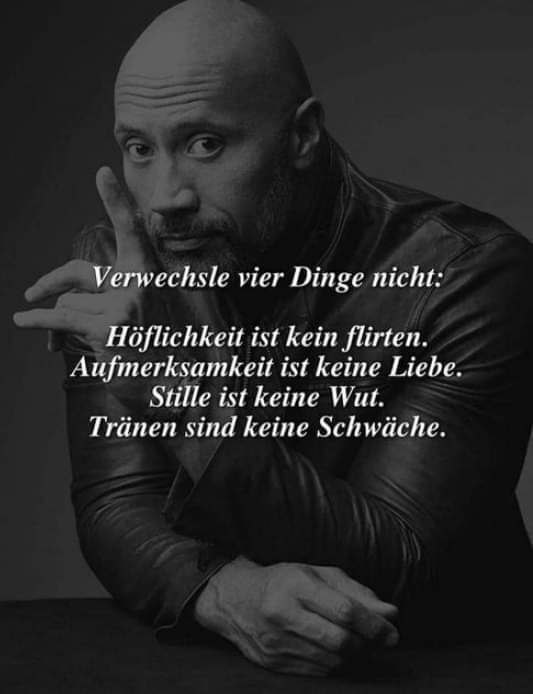 Verwechsle vier Dinge nicht:
Höflichkeit ist kein flirten.
Aufmerksamkeit ist keine Liebe.
Stille ist keine Wut.
Tränen sind keine Schwäche.